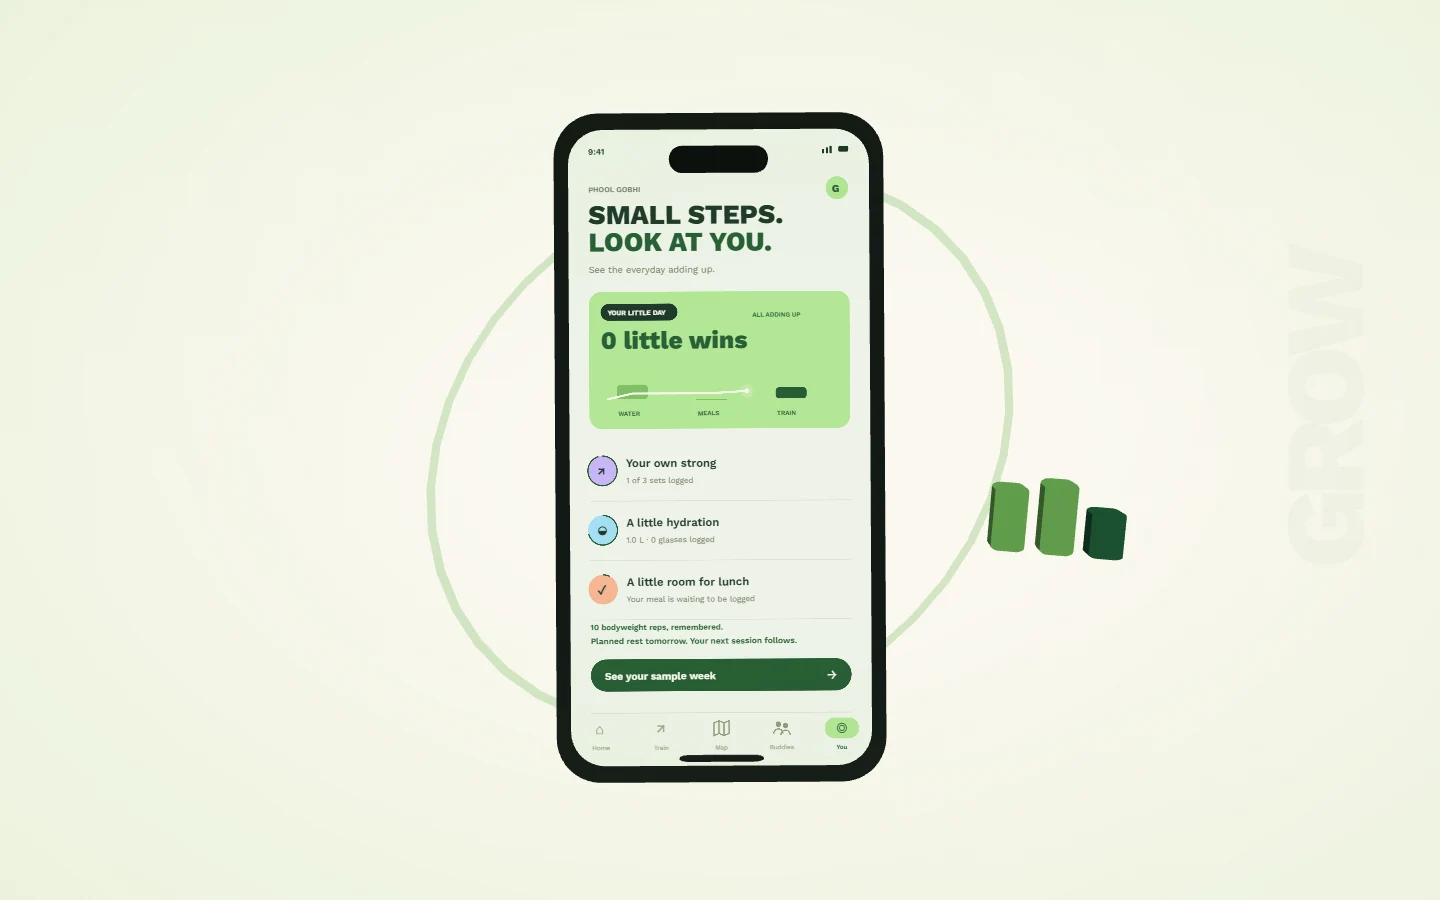 9:41
PHOOL GOBHI
G
SMALL STEPS.
LOOK AT YOU.
See the everyday adding up.
YOUR LITTLE DAY
ALL ADDING UP
0 little wins
WATER
MEALS
TRAIN
Your own strong
1 of 3 sets logged
A little hydration
1.0 L · 0 glasses logged
A little room for lunch
Your meal is waiting to be logged
10 bodyweight reps, remembered.
Planned rest tomorrow. Your next session follows.
See your sample week →
Home
Train
Map
Buddies
You
GROW